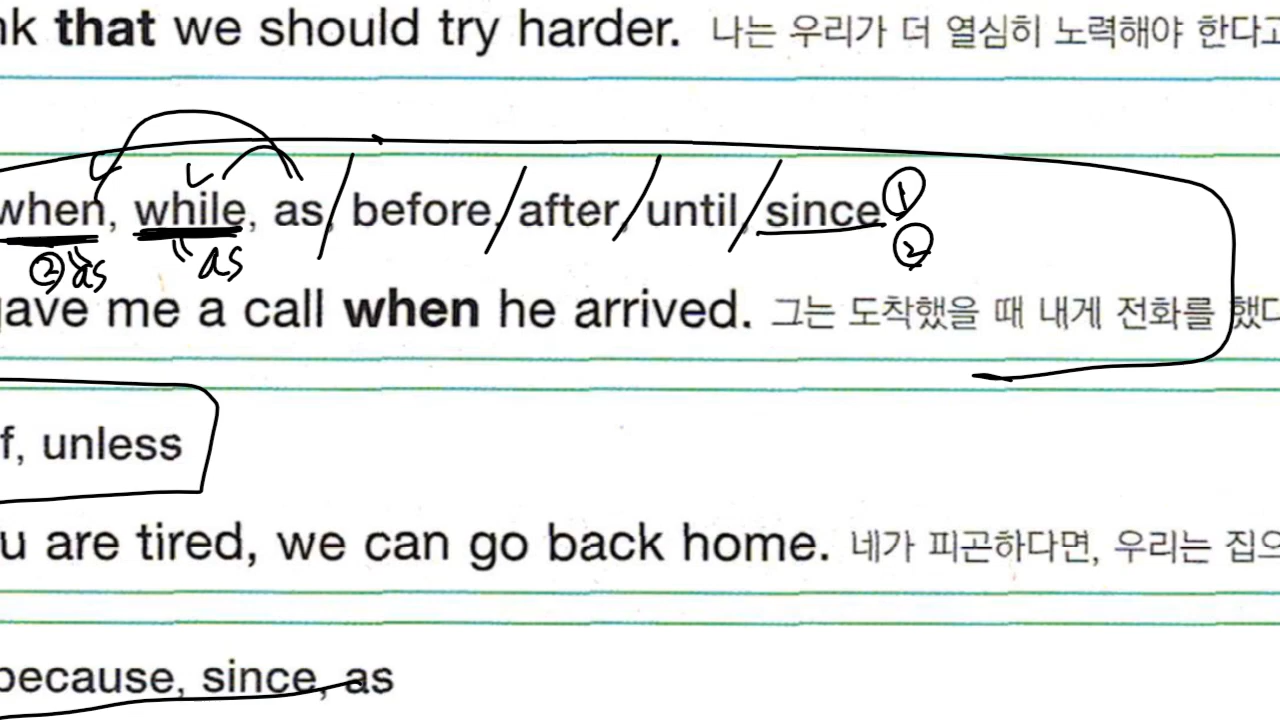 nk that we should try harder. 나는 우리가 더 열심히 노력해야 한다고
when, while, as, before, after, until, since ①
② as as ②
gave me a call when he arrived. 그는 도착했을 때 내게 전화를 했다
f, unless
u are tired, we can go back home. 네가 피곤하다면, 우리는 집으
because, since, as